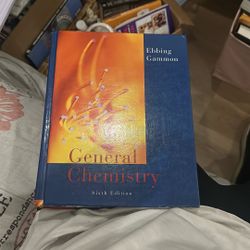 Ebbing
Gammon
General
Chemistry
Sixth Edition